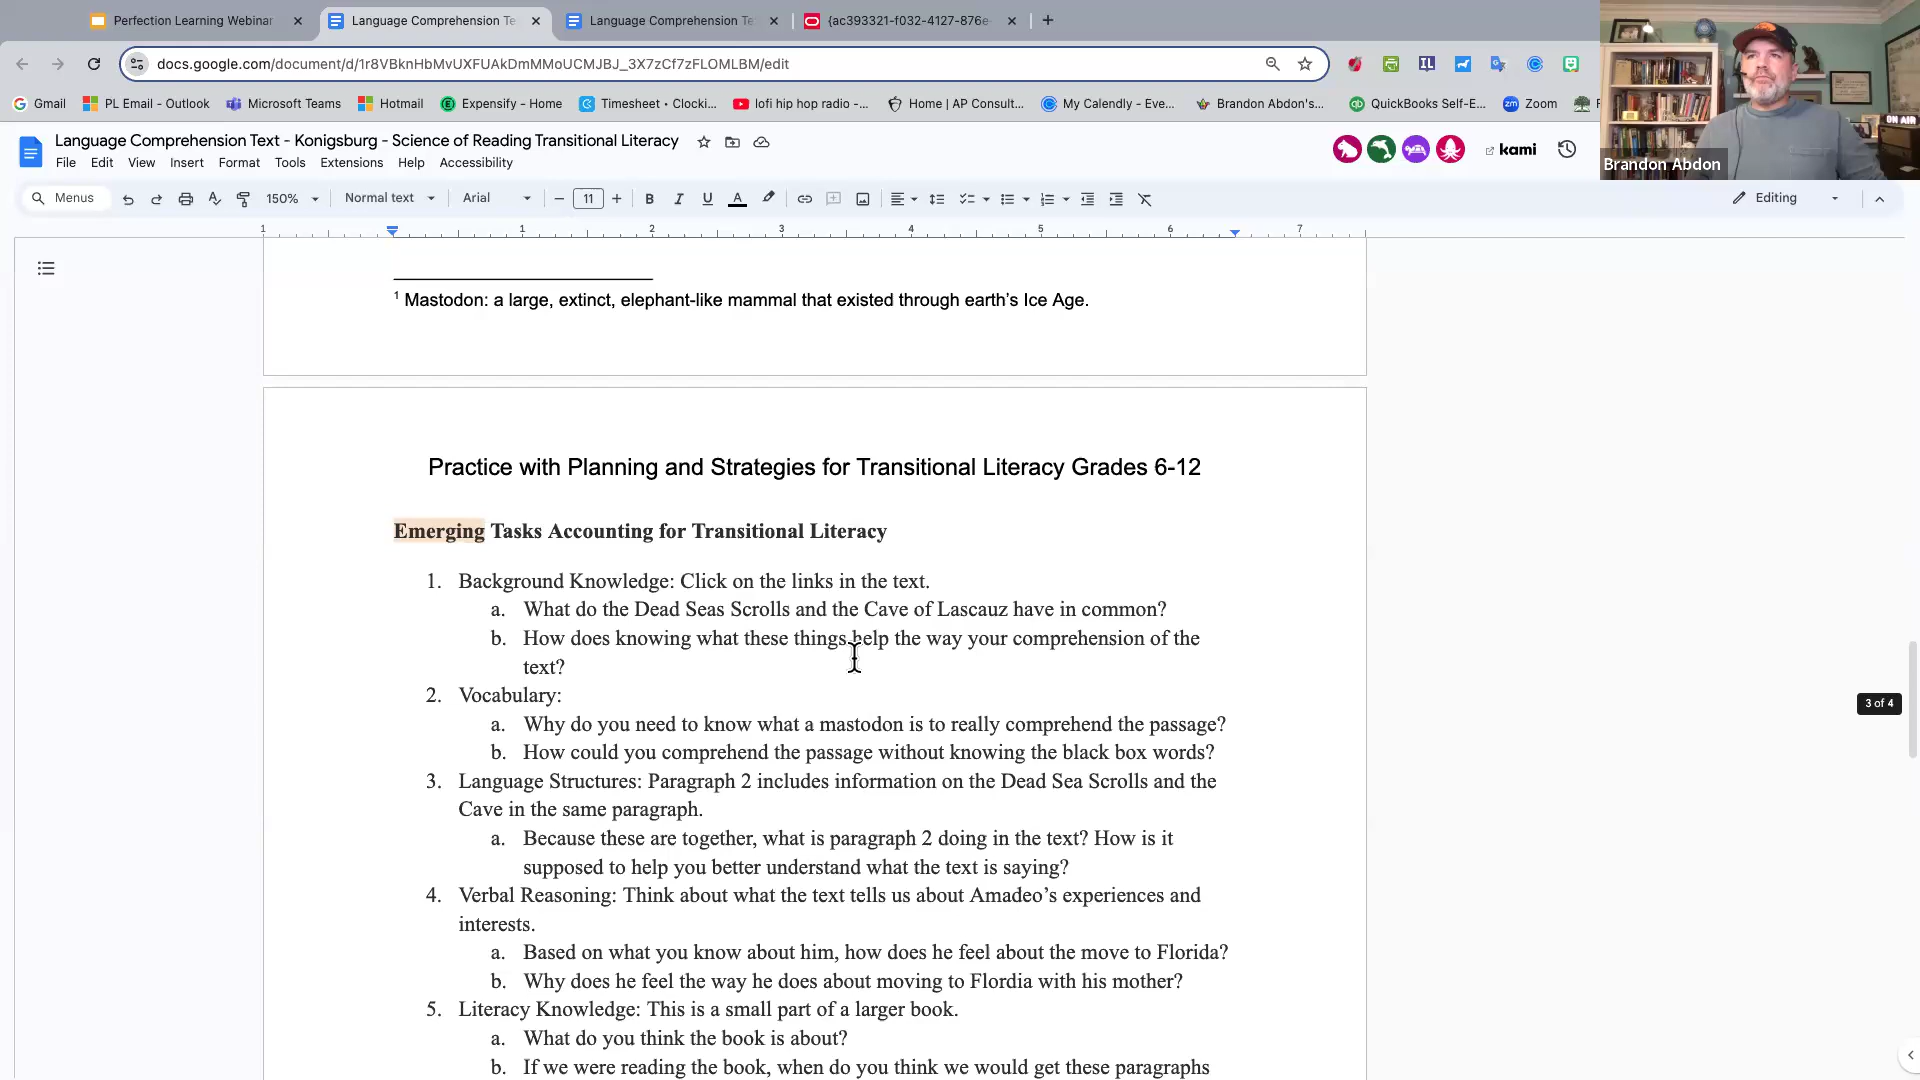 Perfection Learning Webinar
Language Comprehension Te
Language Comprehension Te
{ac393321-f032-4127-876e-
docs.google.com/document/d/1r8VBknHbMvUXFUAkDmMMoUCMJBJ_3X7zCf7zFLOMLBM/edit
Gmail
PL Email - Outlook
Microsoft Teams
Hotmail
Expensify - Home
Timesheet - Clocki...
lofi hip hop radio -...
Home | AP Consult...
My Calendly - Eve...
Brandon Abdon's...
QuickBooks Self-E...
Zoom
ON AIR
Brandon Abdon
Language Comprehension Text - Konigsburg - Science of Reading Transitional Literacy
File Edit View Insert Format Tools Extensions Help Accessibility
kami
Menus 150% Normal text Arial 11 Editing
1 1 2 3 4 5 6 7
1 Mastodon: a large, extinct, elephant-like mammal that existed through earth's Ice Age.
Practice with Planning and Strategies for Transitional Literacy Grades 6-12
Emerging Tasks Accounting for Transitional Literacy
1. Background Knowledge: Click on the links in the text.
a. What do the Dead Seas Scrolls and the Cave of Lascauz have in common?
b. How does knowing what these things help the way your comprehension of the
text?
2. Vocabulary:
a. Why do you need to know what a mastodon is to really comprehend the passage?
b. How could you comprehend the passage without knowing the black box words?
3. Language Structures: Paragraph 2 includes information on the Dead Sea Scrolls and the
Cave in the same paragraph.
a. Because these are together, what is paragraph 2 doing in the text? How is it
supposed to help you better understand what the text is saying?
4. Verbal Reasoning: Think about what the text tells us about Amadeo's experiences and
interests.
a. Based on what you know about him, how does he feel about the move to Florida?
b. Why does he feel the way he does about moving to Flordia with his mother?
5. Literacy Knowledge: This is a small part of a larger book.
a. What do you think the book is about?
b. If we were reading the book, when do you think we would get these paragraphs
3 of 4